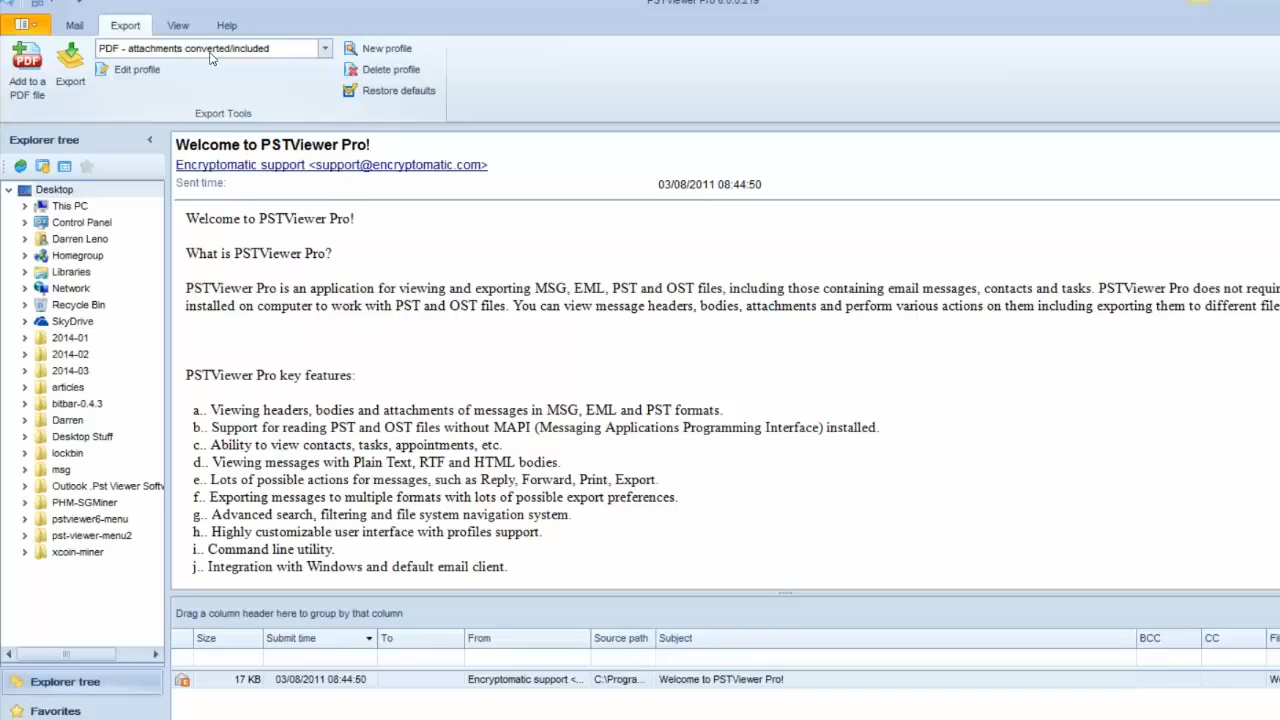 PSTViewer Pro 6.0.0.219
Mail
Export
View
Help
PDF - attachments converted/included
New profile
Add to a
PDF file
Export
Edit profile
Delete profile
Restore defaults
Export Tools
Explorer tree
Desktop
This PC
Control Panel
Darren Leno
Homegroup
Libraries
Network
Recycle Bin
SkyDrive
2014-01
2014-02
2014-03
articles
bitbar-0.4.3
Darren
Desktop Stuff
lockbin
msg
Outlook .Pst Viewer Softw
PHM-SGMiner
pstviewer6-menu
pst-viewer-menu2
xcoin-miner
Explorer tree
Favorites
Welcome to PSTViewer Pro!
Encryptomatic support <support@encryptomatic.com>
Sent time:
03/08/2011 08:44:50
Welcome to PSTViewer Pro!
What is PSTViewer Pro?
PSTViewer Pro is an application for viewing and exporting MSG, EML, PST and OST files, including those containing email messages, contacts and tasks. PSTViewer Pro does not requir
installed on computer to work with PST and OST files. You can view message headers, bodies, attachments and perform various actions on them including exporting them to different file
PSTViewer Pro key features:
a.. Viewing headers, bodies and attachments of messages in MSG, EML and PST formats.
b.. Support for reading PST and OST files without MAPI (Messaging Applications Programming Interface) installed.
c.. Ability to view contacts, tasks, appointments, etc.
d.. Viewing messages with Plain Text, RTF and HTML bodies.
e.. Lots of possible actions for messages, such as Reply, Forward, Print, Export.
f.. Exporting messages to multiple formats with lots of possible export preferences.
g.. Advanced search, filtering and file system navigation system.
h.. Highly customizable user interface with profiles support.
i.. Command line utility.
j.. Integration with Windows and default email client.
Drag a column header here to group by that column
Size Submit time To From Source path Subject BCC CC Fi
17 KB 03/08/2011 08:44:50 Encryptomatic support <... C:\Progra... Welcome to PSTViewer Pro! W